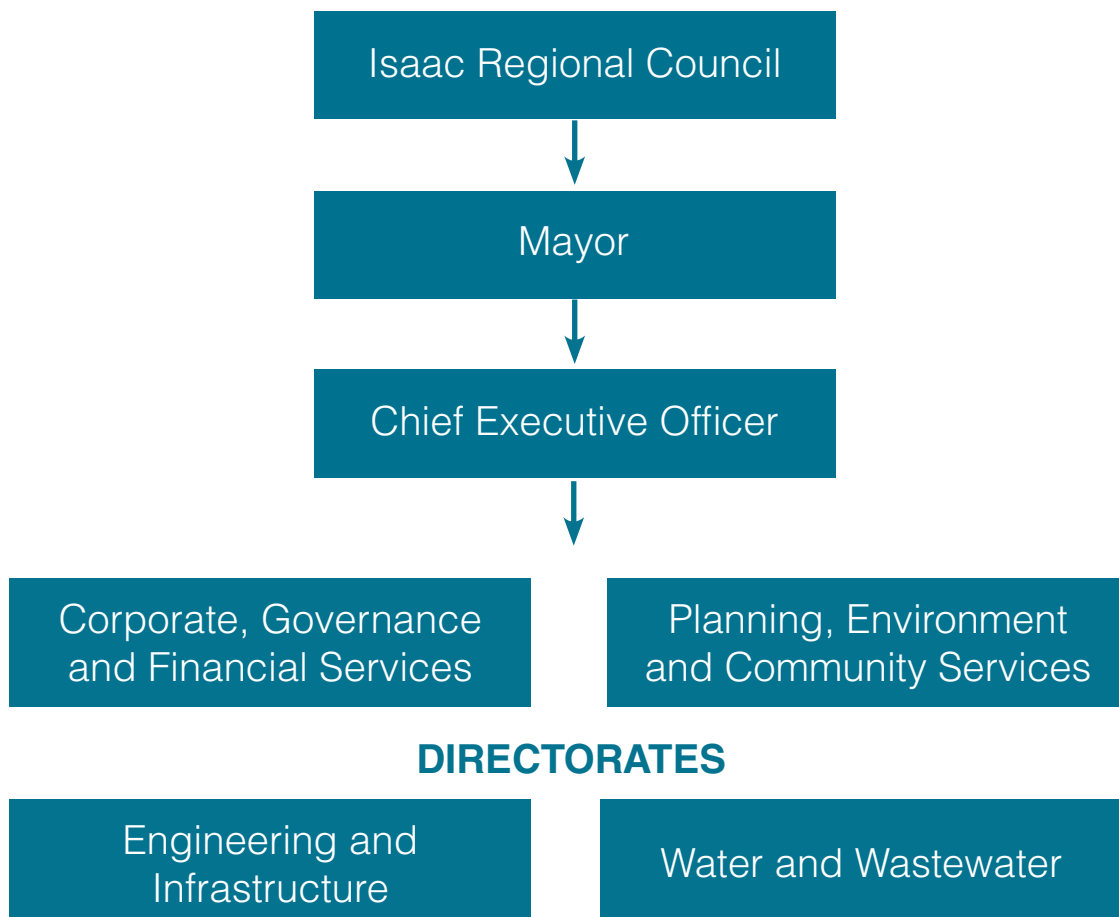 Isaac Regional Council
Mayor
Chief Executive Officer
Corporate, Governance
and Financial Services
Planning, Environment
and Community Services
DIRECTORATES
Engineering and
Infrastructure
Water and Wastewater